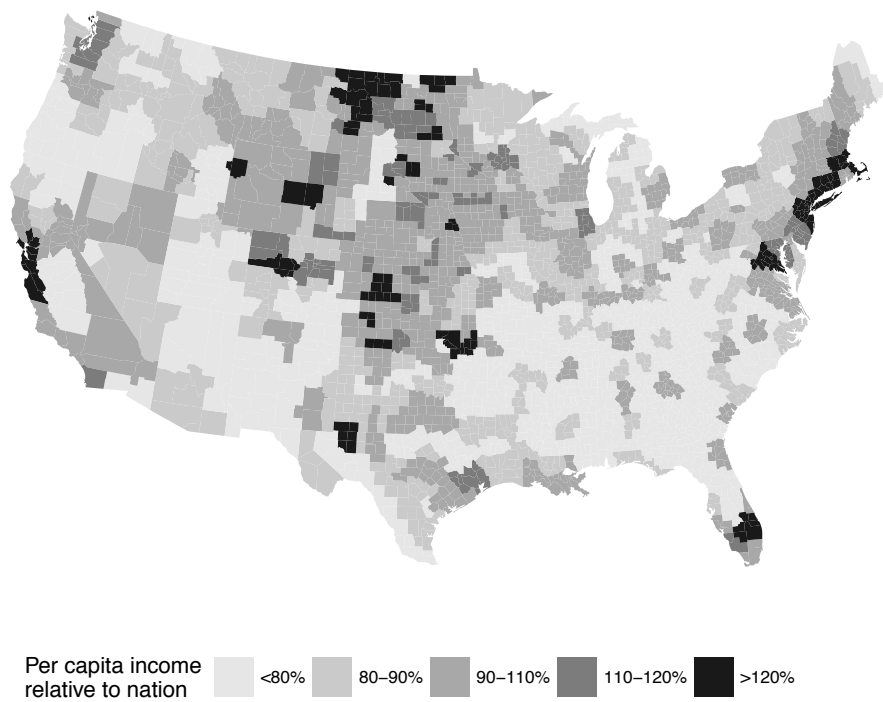 Per capita income
relative to nation
<80%
80−90%
90−110%
110−120%
>120%